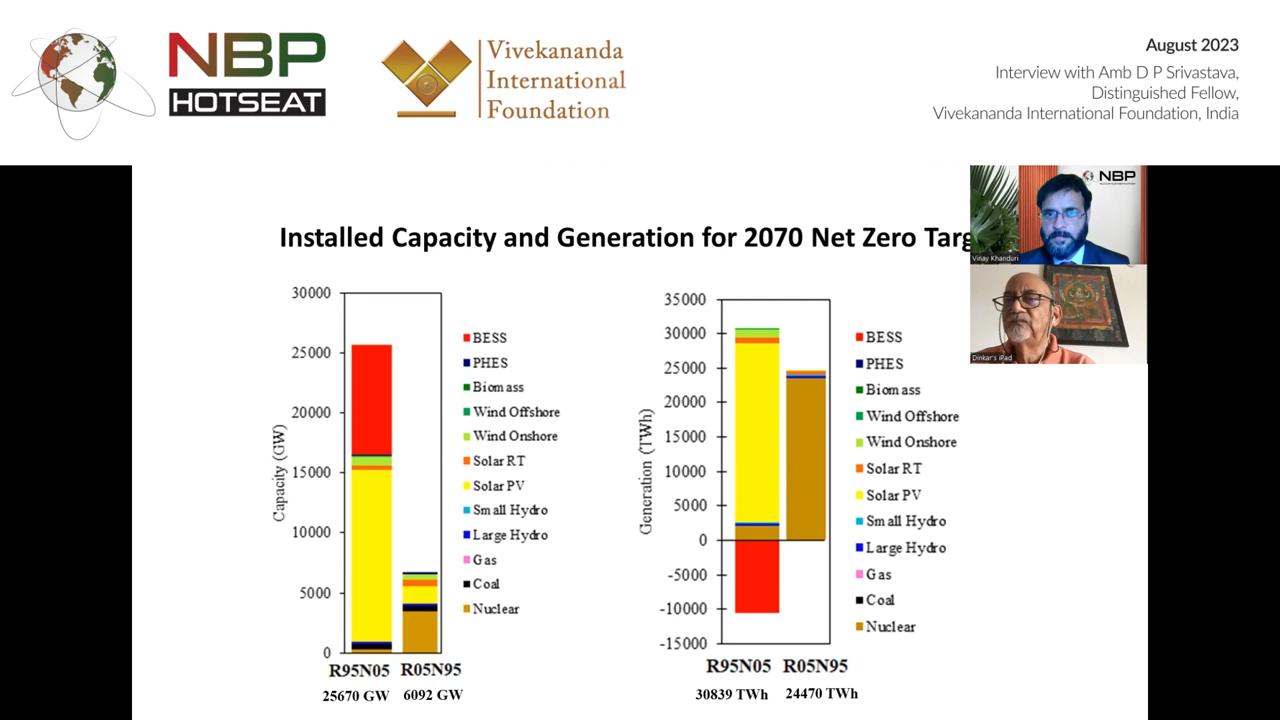 NBP
HOTSEAT
Vivekananda
International
Foundation
August 2023
Interview with Amb D P Srivastava,
Distinguished Fellow,
Vivekananda International Foundation, India
NBP
Vinay Khanduri
Dinkar's iPad
Installed Capacity and Generation for 2070 Net Zero Targ
Capacity (GW)
30000
25000
20000
15000
10000
5000
0
BESS
PHES
Biomass
Wind Offshore
Wind Onshore
Solar RT
Solar PV
Small Hydro
Large Hydro
Gas
Coal
Nuclear
R95N05 R05N95
25670 GW 6092 GW
Generation (TWh)
35000
30000
25000
20000
15000
10000
5000
0
-5000
-10000
-15000
BESS
PHES
Biomass
Wind Offshore
Wind Onshore
Solar RT
Solar PV
Small Hydro
Large Hydro
Gas
Coal
Nuclear
R95N05 R05N95
30839 TWh 24470 TWh